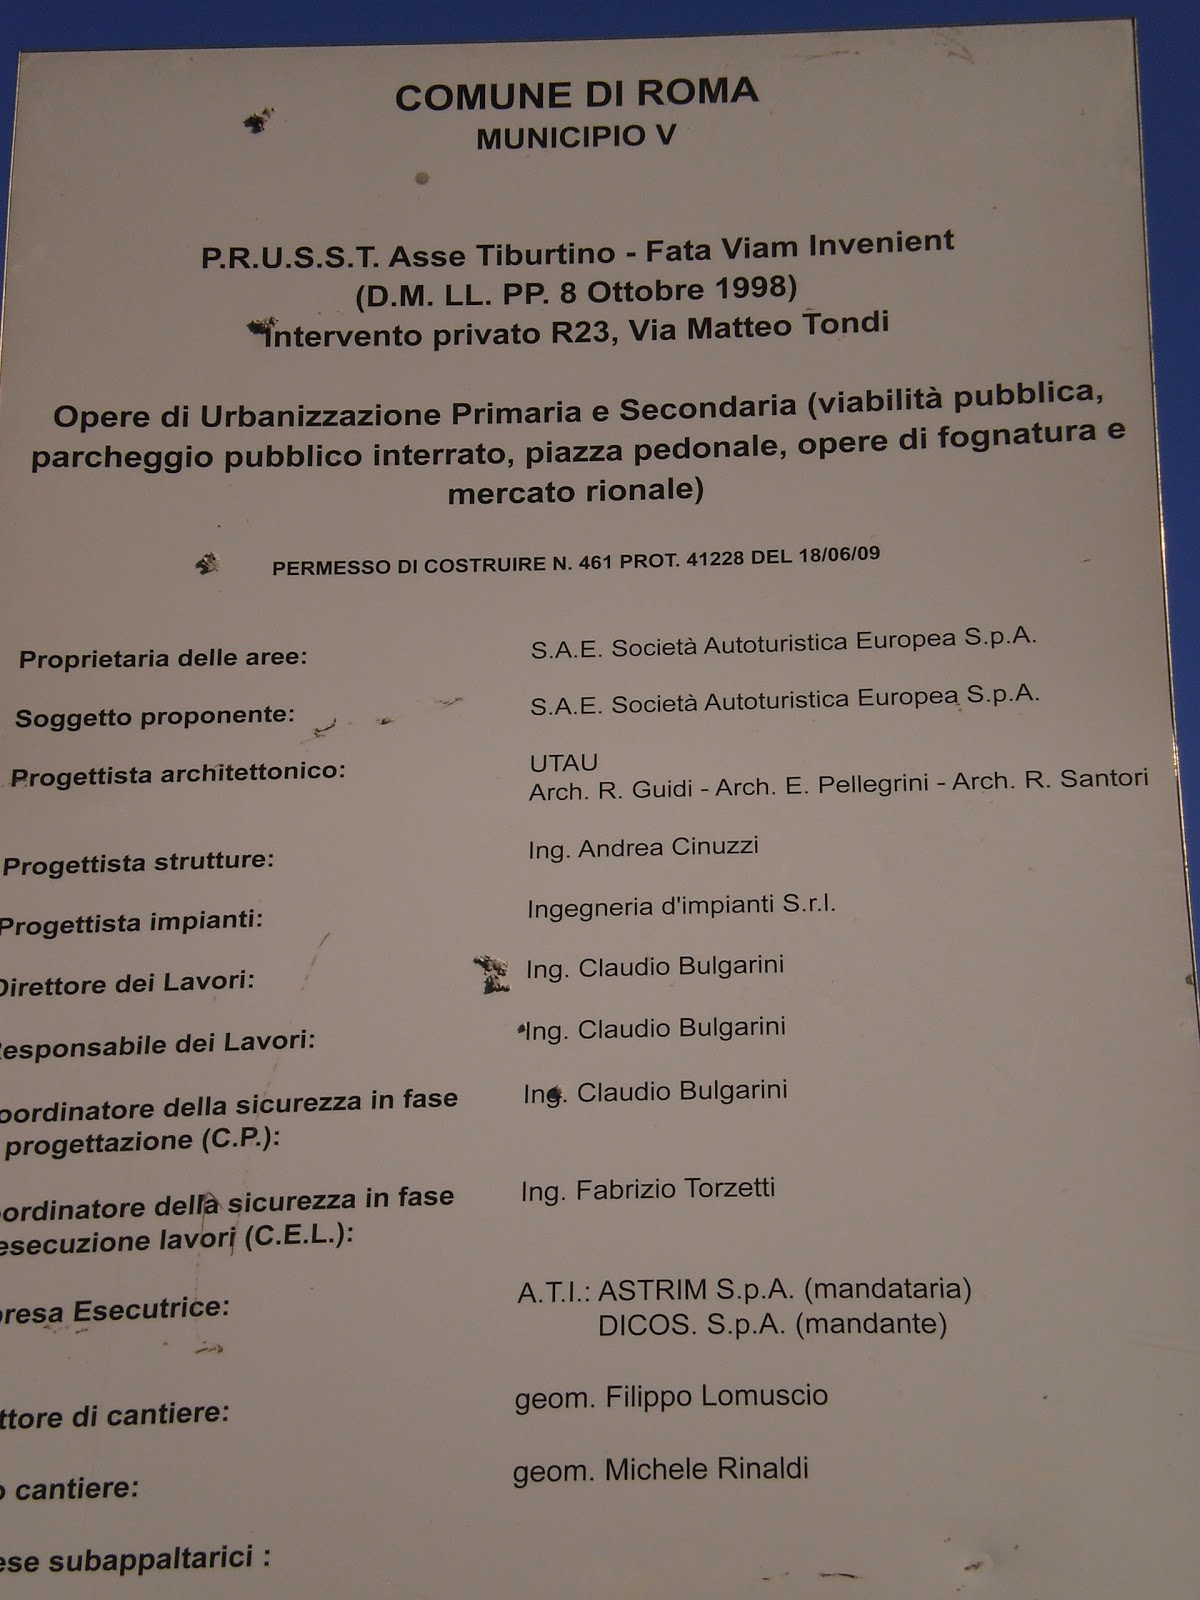 COMUNE DI ROMA
MUNICIPIO V
P.R.U.S.S.T. Asse Tiburtino - Fata Viam Invenient
(D.M. LL. PP. 8 Ottobre 1998)
Intervento privato R23, Via Matteo Tondi
Opere di Urbanizzazione Primaria e Secondaria (viabilità pubblica,
parcheggio pubblico interrato, piazza pedonale, opere di fognatura e
mercato rionale)
PERMESSO DI COSTRUIRE N. 461 PROT. 41228 DEL 18/06/09
Proprietaria delle aree: S.A.E. Società Autoturistica Europea S.p.A.
Soggetto proponente: S.A.E. Società Autoturistica Europea S.p.A.
Progettista architettonico: UTAU
Arch. R. Guidi - Arch. E. Pellegrini - Arch. R. Santori
Progettista strutture: Ing. Andrea Cinuzzi
Progettista impianti: Ingegneria d'impianti S.r.l.
Direttore dei Lavori: Ing. Claudio Bulgarini
Responsabile dei Lavori: Ing. Claudio Bulgarini
oordinatore della sicurezza in fase Ing. Claudio Bulgarini
progettazione (C.P.):
oordinatore della sicurezza in fase Ing. Fabrizio Torzetti
esecuzione lavori (C.E.L.):
presa Esecutrice: A.T.I.: ASTRIM S.p.A. (mandataria)
DICOS. S.p.A. (mandante)
ttore di cantiere: geom. Filippo Lomuscio
o cantiere: geom. Michele Rinaldi
ese subappaltarici :